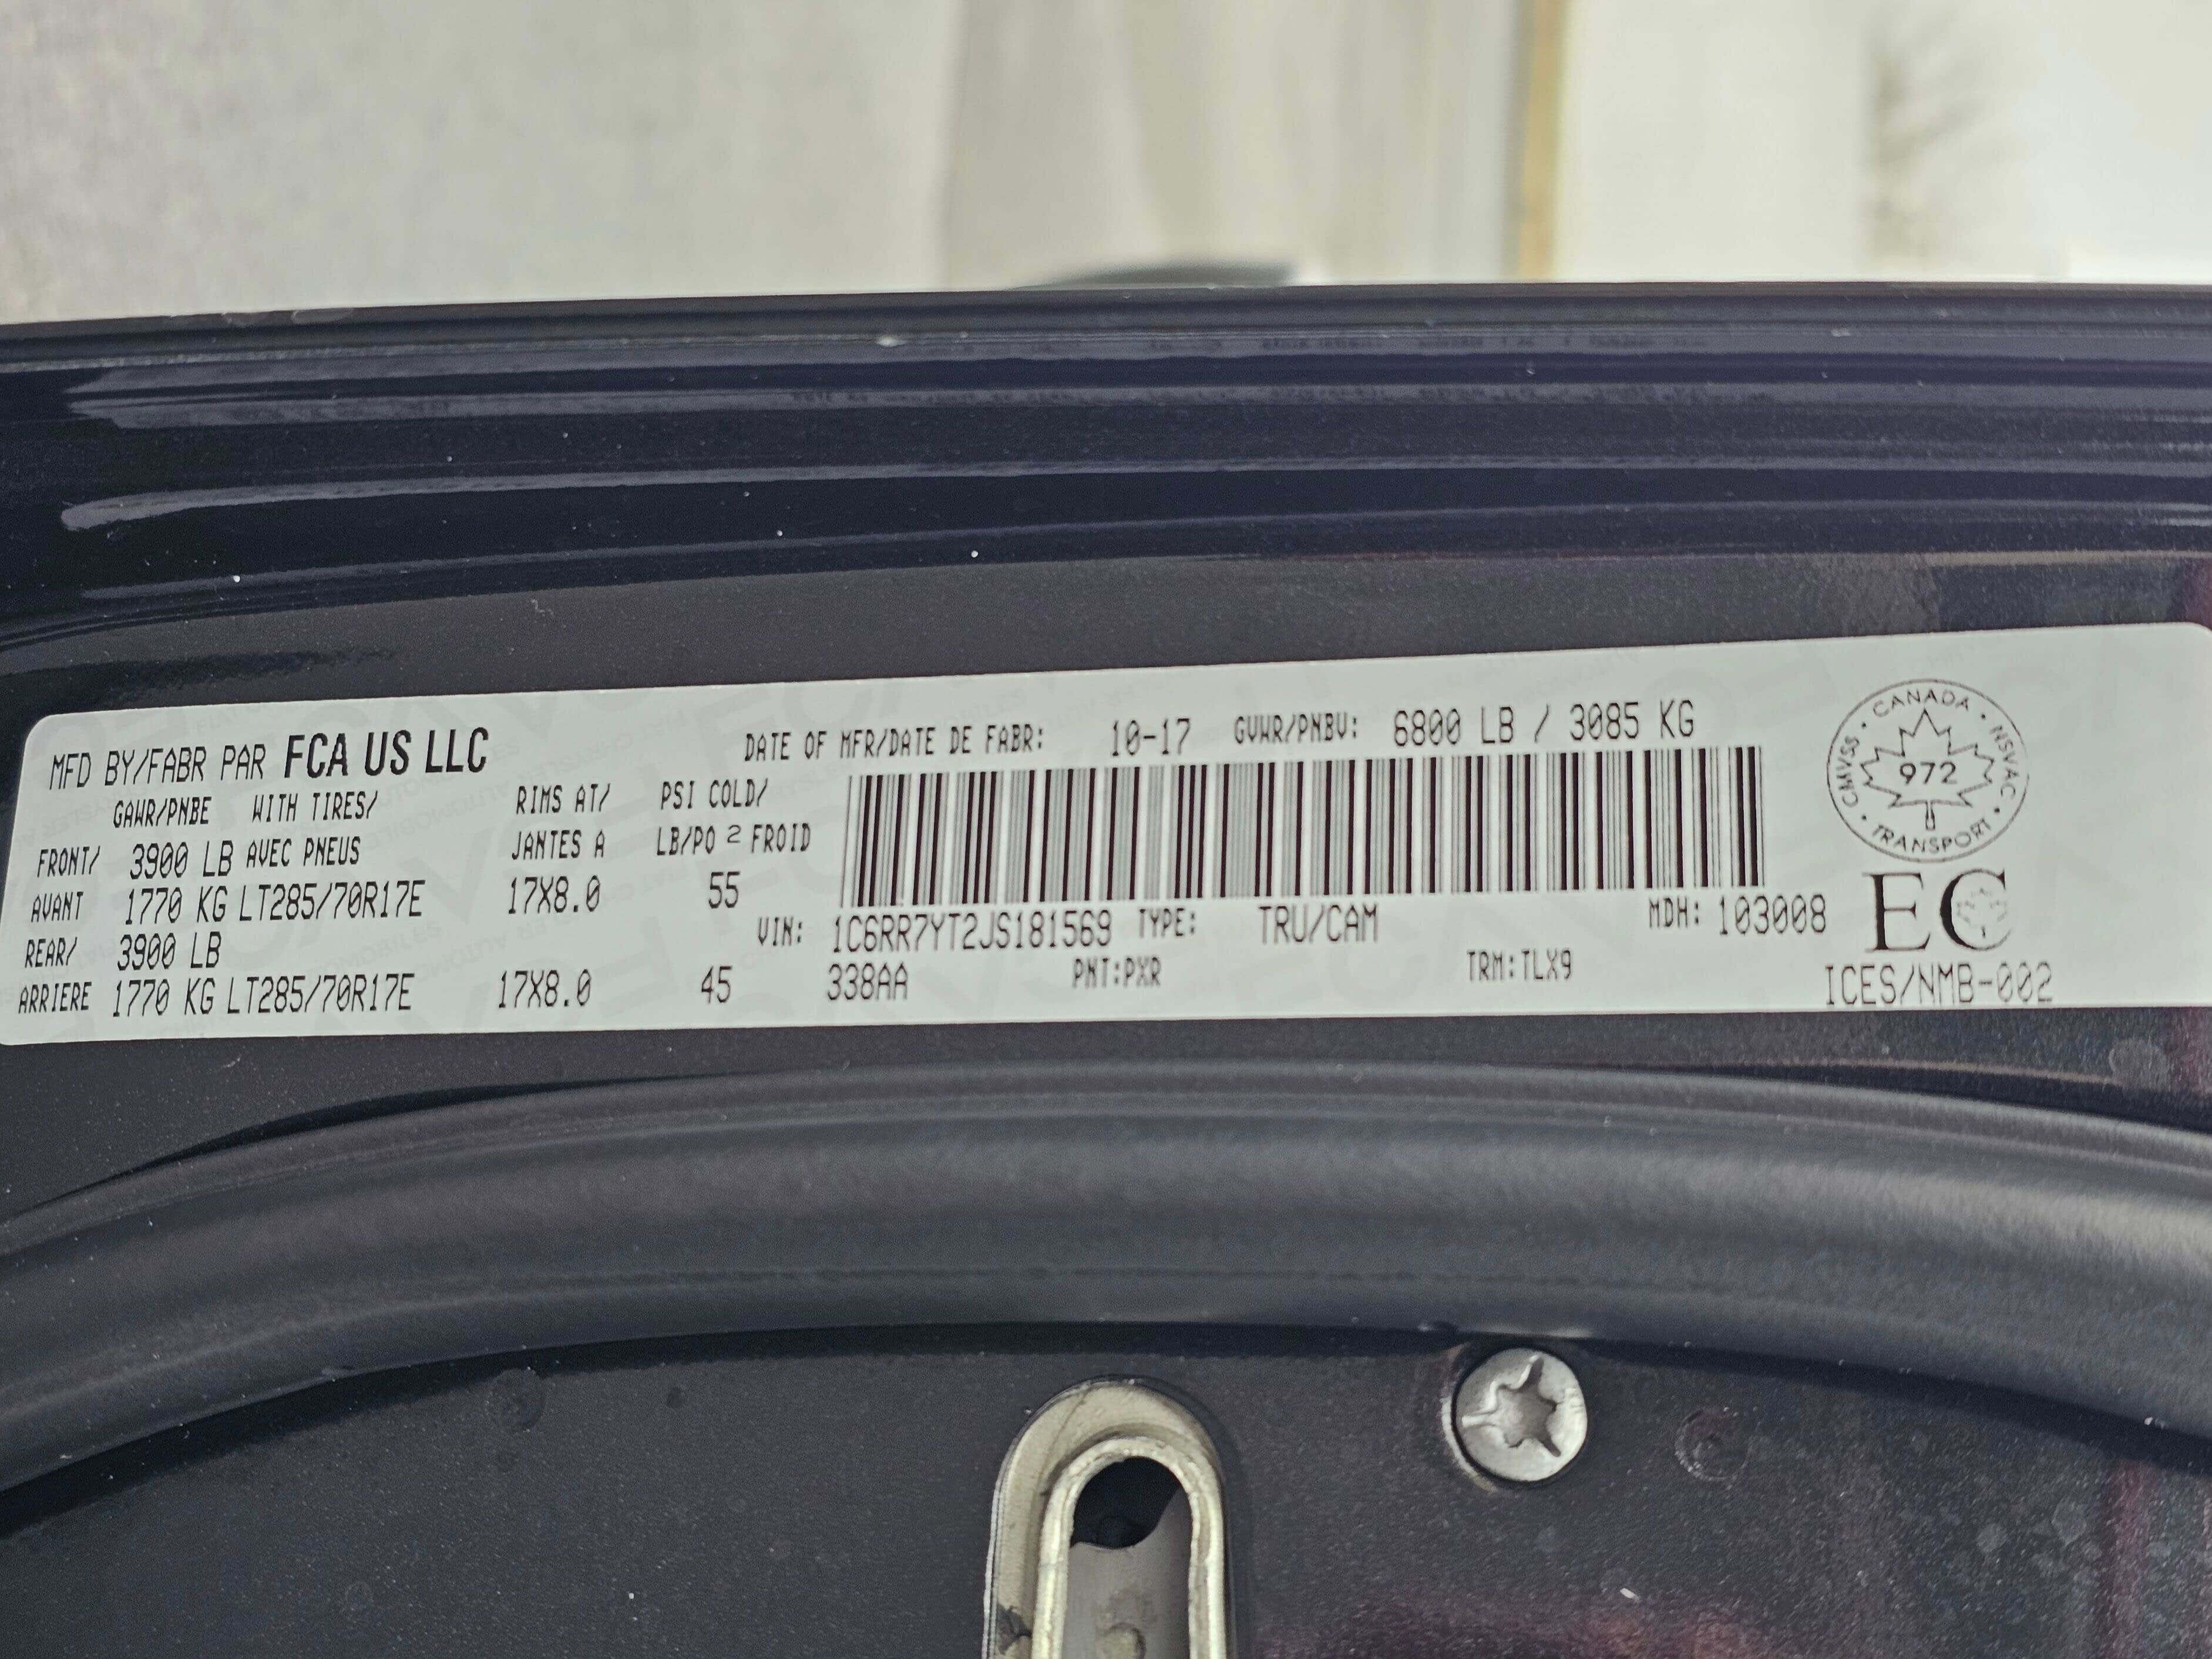 MFD BY/FABR PAR FCA US LLC
DATE OF MFR/DATE DE FABR: 10-17 GVWR/PNBV: 6800 LB / 3085 KG
GAWR/PNBE WITH TIRES/ RIMS AT/ PSI COLD/
FRONT/ 3900 LB AVEC PNEUS JANTES A LB/PO 2 FROID
AVANT 1770 KG LT285/70R17E 17X8.0 55
REAR/ 3900 LB
ARRIERE 1770 KG LT285/70R17E 17X8.0 45
VIN: 1C6RR7YT2JS181569 TYPE: TRU/CAM MDH: 103008
338AA PNT:PXR TRM:TLX9
CANADA · NSVAC · TRANSPORT · CMVSS ·
972
EC
ICES/NMB-002